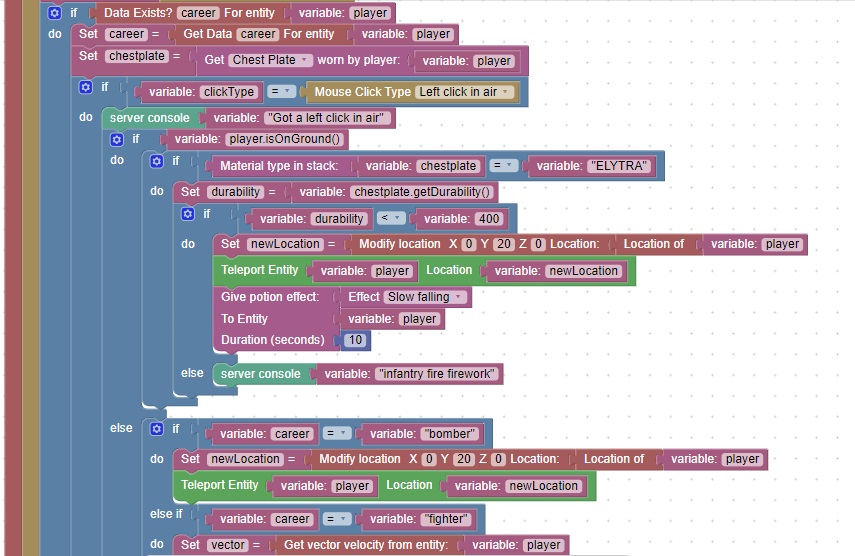 if Data Exists? career For entity variable: player
do Set career = Get Data career For entity variable: player
Set chestplate = Get Chest Plate worn by player: variable: player
if variable: clickType = Mouse Click Type Left click in air
do server console variable: "Got a left click in air"
if variable: player.isOnGround()
do if Material type in stack: variable: chestplate = variable: "ELYTRA"
do Set durability = variable: chestplate.getDurability()
if variable: durability < variable: 400
do Set newLocation = Modify location X 0 Y 20 Z 0 Location: Location of variable: player
Teleport Entity variable: player Location variable: newLocation
Give potion effect: Effect Slow falling
To Entity variable: player
Duration (seconds) 10
else server console variable: "infantry fire firework"
else if variable: career = variable: "bomber"
do Set newLocation = Modify location X 0 Y 20 Z 0 Location: Location of variable: player
Teleport Entity variable: player Location variable: newLocation
else if variable: career = variable: "fighter"
do Set vector = Get vector velocity from entity: variable: player